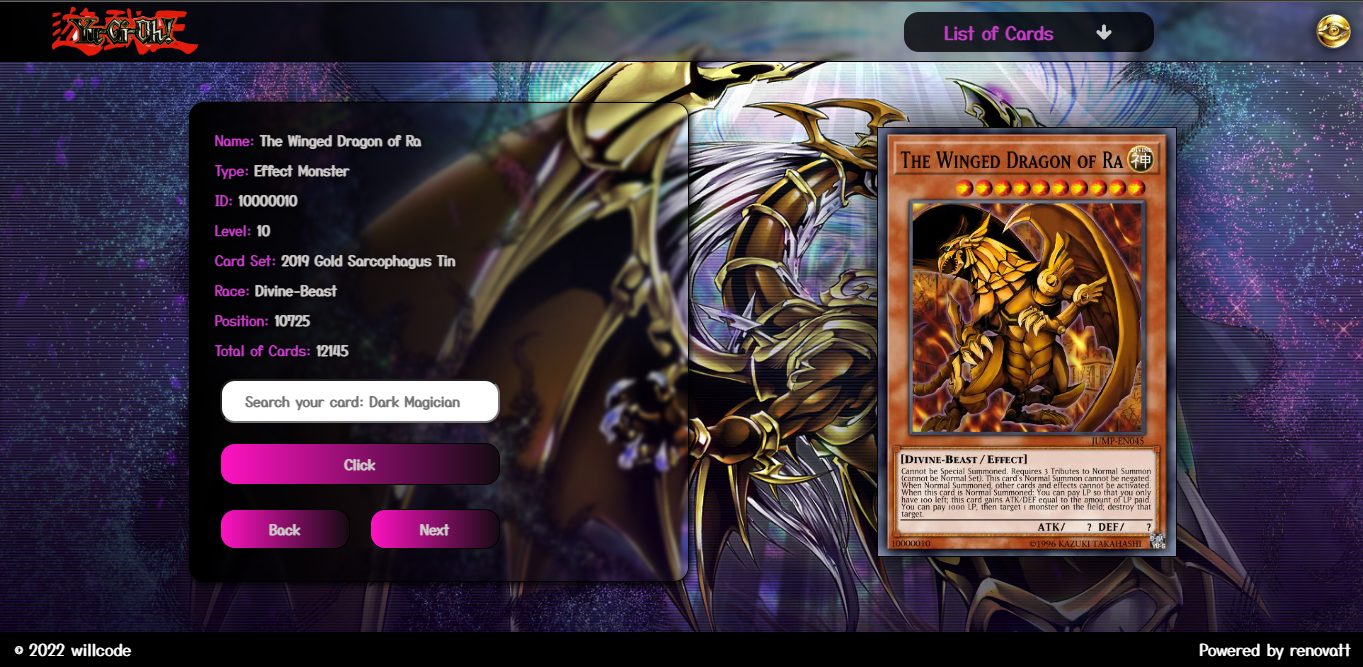 Yu-Gi-Oh!
List of Cards
Name: The Winged Dragon of Ra
Type: Effect Monster
ID: 10000010
Level: 10
Card Set: 2019 Gold Sarcophagus Tin
Race: Divine-Beast
Position: 10725
Total of Cards: 12145
Search your card: Dark Magician
Click
Back
Next
The Winged Dragon of Ra
DIVINE
神
JUMP-EN045
[Divine-Beast / Effect]
Cannot be Special Summoned. Requires 3 Tributes to Normal Summon
(cannot be Normal Set). This card's Normal Summon cannot be negated.
When Normal Summoned, other cards and effects cannot be activated.
When this card is Normal Summoned: You can pay LP so that you only
have 100 left; this card gains ATK/DEF equal to the amount of LP paid.
You can pay 1000 LP, then target 1 monster on the field; destroy that
target.
ATK/ ? DEF/ ?
10000010
©1996 KAZUKI TAKAHASHI
© 2022 willcode
Powered by renovatt